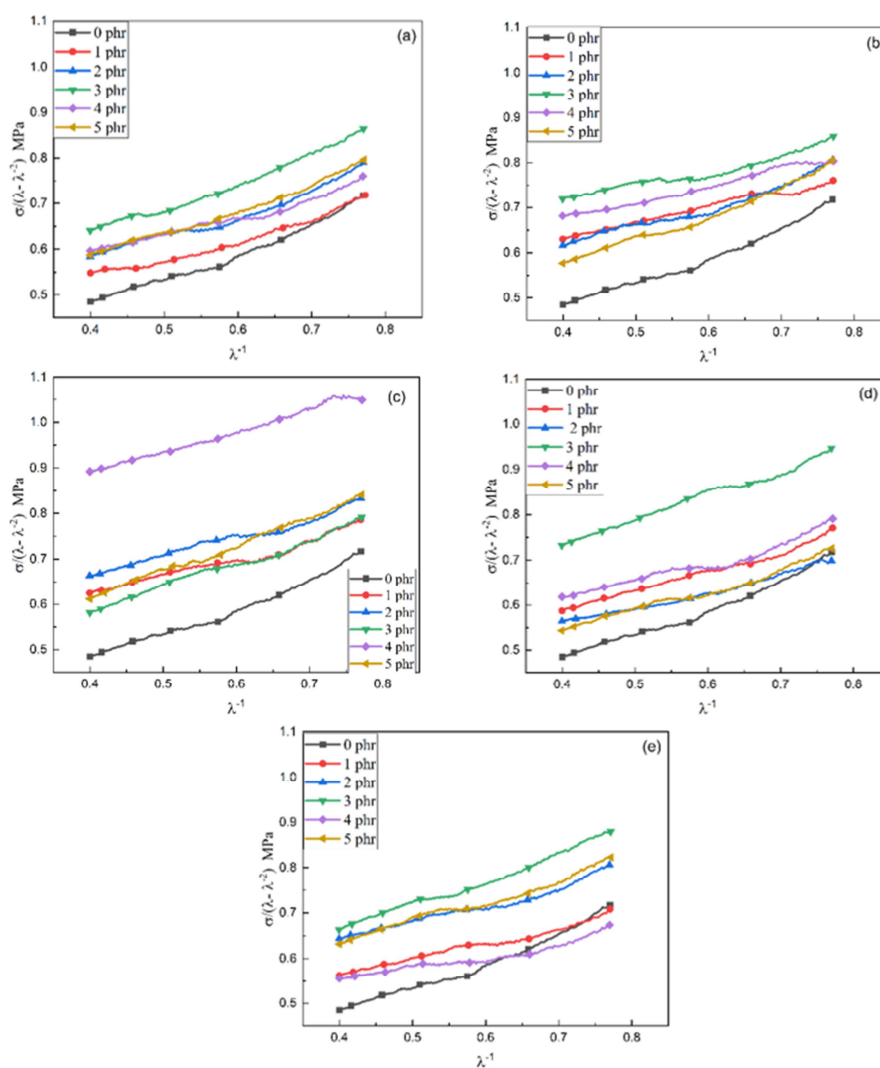 (a)
0 phr
1 phr
2 phr
3 phr
4 phr
5 phr
σ/(λ- λ⁻²) MPa
1.1
1.0
0.9
0.8
0.7
0.6
0.5
0.4 0.5 0.6 0.7 0.8
λ⁻¹
(b)
0 phr
1 phr
2 phr
3 phr
4 phr
5 phr
σ/(λ- λ⁻²) MPa
1.1
1.0
0.9
0.8
0.7
0.6
0.5
0.4 0.5 0.6 0.7 0.8
λ⁻¹
(c)
σ/(λ- λ⁻²) MPa
1.1
1.0
0.9
0.8
0.7
0.6
0.5
0 phr
1 phr
2 phr
3 phr
4 phr
5 phr
0.4 0.5 0.6 0.7 0.8
λ⁻¹
(d)
0 phr
1 phr
2 phr
3 phr
4 phr
5 phr
σ/(λ- λ⁻²) MPa
1.1
1.0
0.9
0.8
0.7
0.6
0.5
0.4 0.5 0.6 0.7 0.8
λ⁻¹
(e)
0 phr
1 phr
2 phr
3 phr
4 phr
5 phr
σ/(λ- λ⁻²) MPa
1.1
1.0
0.9
0.8
0.7
0.6
0.5
0.4 0.5 0.6 0.7 0.8
λ⁻¹